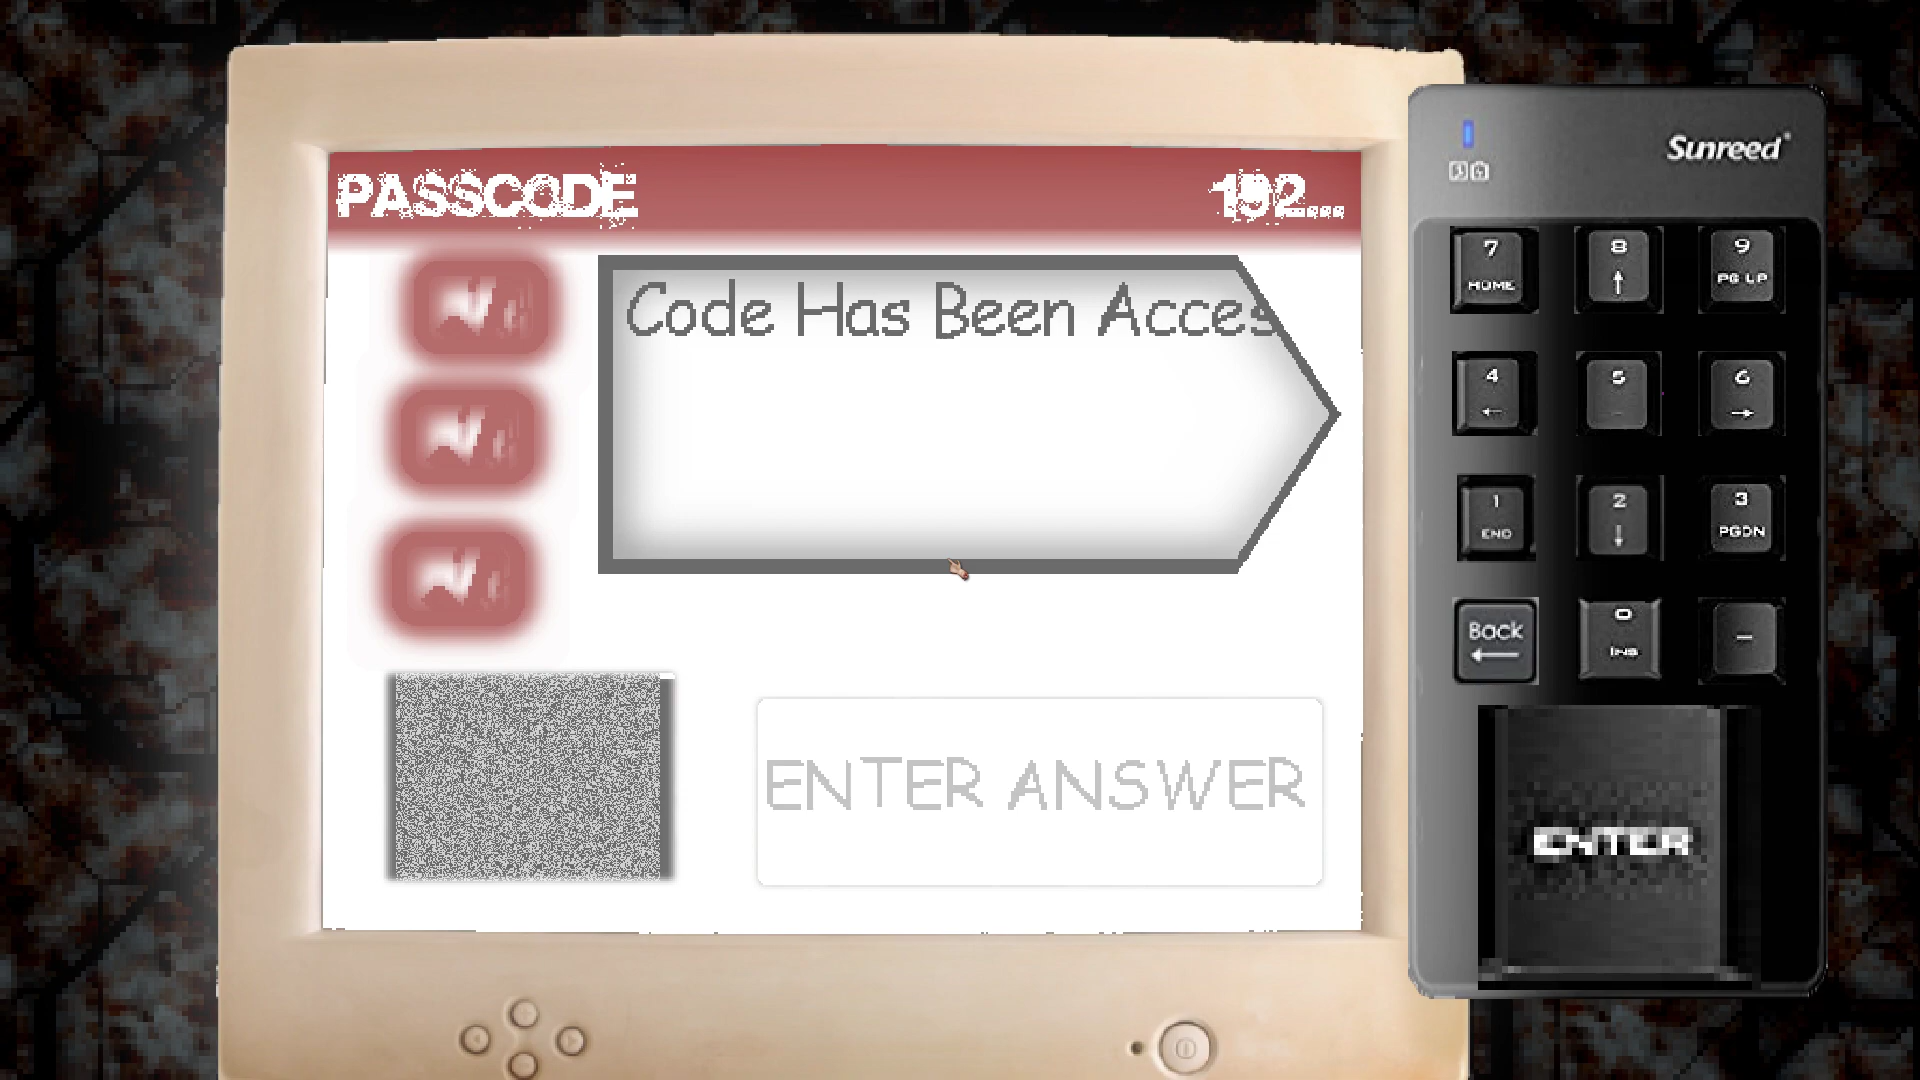 PASSCODE
192...
Code Has Been Acces
ENTER ANSWER
Sunreed
7
HOME
8
9
PG UP
4
5
6
1
END
2
3
PGDN
Back
0
INS
-
ENTER